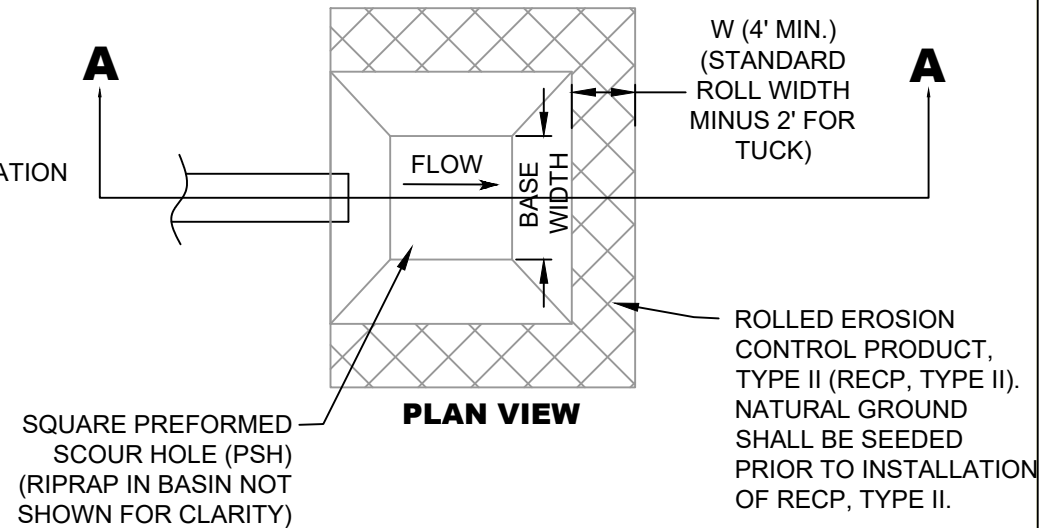 W (4' MIN.)
(STANDARD
ROLL WIDTH
MINUS 2' FOR
TUCK)
A
A
ATION
FLOW
BASE
WIDTH
ROLLED EROSION
CONTROL PRODUCT,
TYPE II (RECP, TYPE II).
NATURAL GROUND
SHALL BE SEEDED
PRIOR TO INSTALLATION
OF RECP, TYPE II.
PLAN VIEW
SQUARE PREFORMED
SCOUR HOLE (PSH)
(RIPRAP IN BASIN NOT
SHOWN FOR CLARITY)